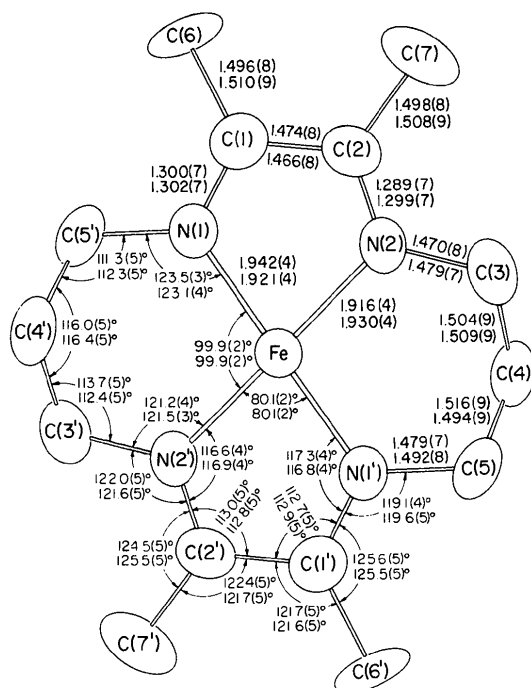 C(6)
C(7)
1.496(8)
1.510(9)
1.498(8)
1.508(9)
1.474(8)
C(1)
C(2)
1.466(8)
1.300(7)
1.302(7)
1.289(7)
1.299(7)
C(5')
N(1)
N(2)
1.470(8)
1.479(7)
C(3)
111.3(5)°
112.3(5)°
123.5(3)°
123.1(4)°
1.942(4)
1.921(4)
1.916(4)
1.930(4)
1.504(9)
1.509(9)
C(4')
116.0(5)°
116.4(5)°
99.9(2)°
99.9(2)°
Fe
C(4)
113.7(5)°
112.4(5)°
80.1(2)°
80.1(2)°
1.516(9)
1.494(9)
C(3')
121.2(4)°
121.5(3)°
N(2')
116.6(4)°
116.9(4)°
117.3(4)°
116.8(4)°
N(1')
1.479(7)
1.492(8)
C(5)
122.0(5)°
121.6(5)°
119.1(4)°
119.6(5)°
113.0(5)°
112.8(5)°
112.7(5)°
112.9(5)°
124.5(5)°
125.5(5)°
C(2')
C(1')
125.6(5)°
125.5(5)°
122.4(5)°
121.7(5)°
121.7(5)°
121.6(5)°
C(7')
C(6')